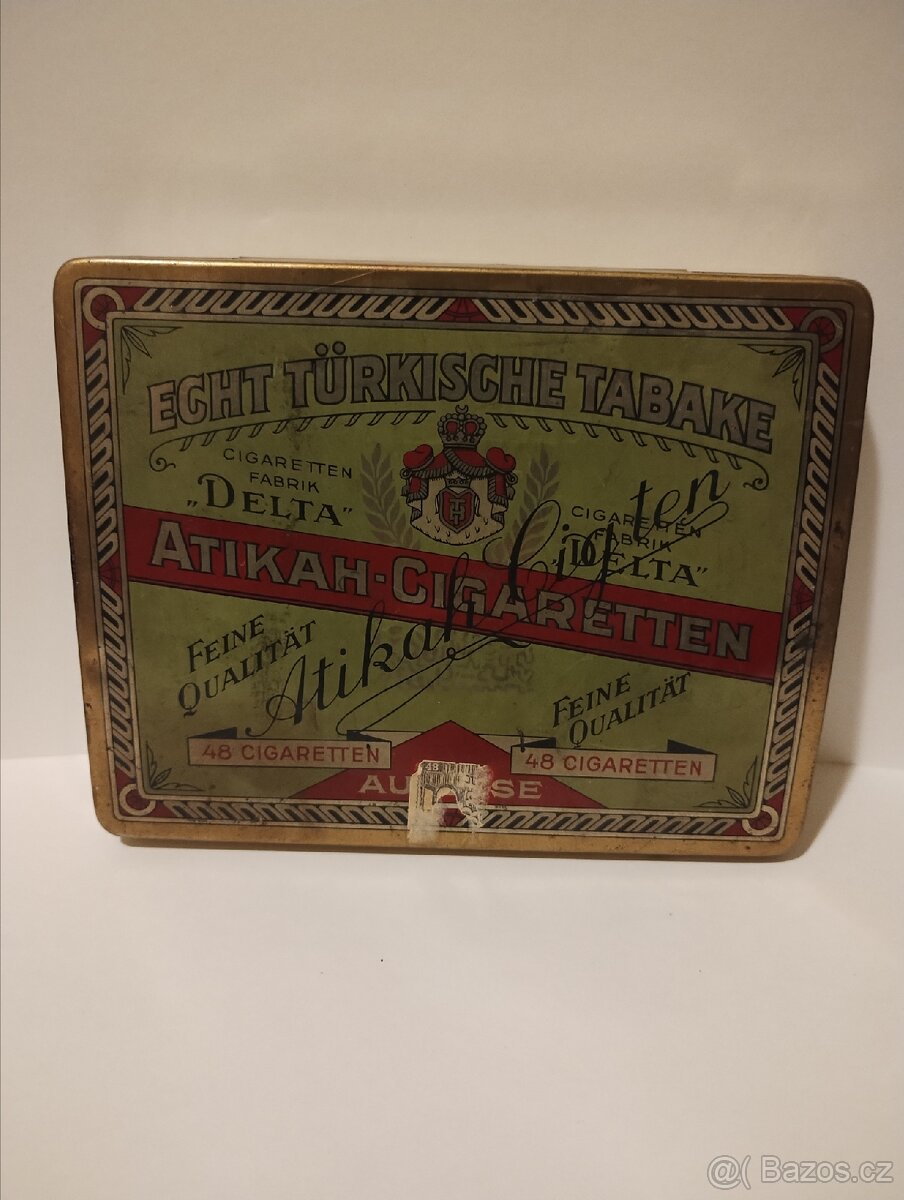 ECHT TÜRKISCHE TABAKE
CIGARETTEN
FABRIK
„DELTA"
CIGARETTEN
FABRIK
„DELTA"
ATIKAH-CIGARETTEN
Atikah Cigten
FEINE
QUALITÄT
FEINE
QUALITÄT
48 CIGARETTEN
48 CIGARETTEN
@( Bazos.cz